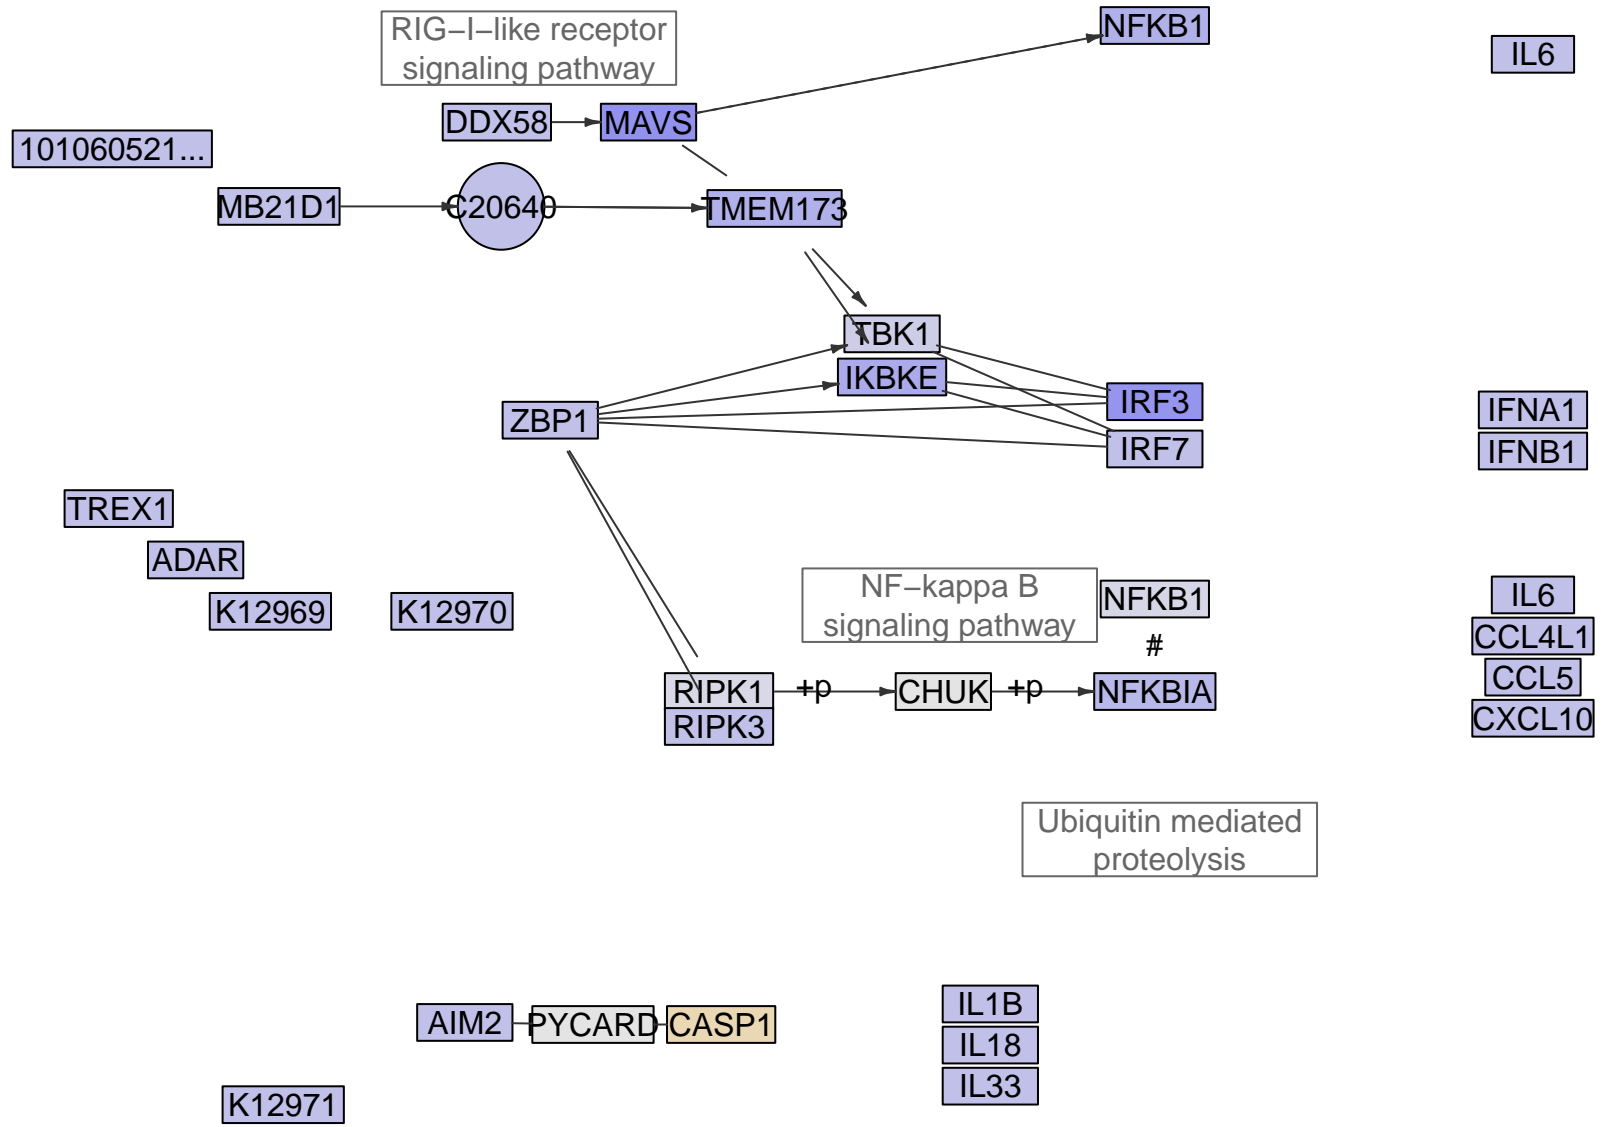 RIG−I−like receptor
signaling pathway
NFKB1
IL6
DDX58
MAVS
101060521...
MB21D1
C20640
TMEM173
TBK1
IKBKE
ZBP1
IRF3
IRF7
IFNA1
IFNB1
TREX1
ADAR
K12969
K12970
NF−kappa B
signaling pathway
NFKB1
#
IL6
CCL4L1
CCL5
CXCL10
RIPK1
+p
CHUK
+p
NFKBIA
RIPK3
Ubiquitin mediated
proteolysis
AIM2
PYCARD
CASP1
IL1B
IL18
IL33
K12971